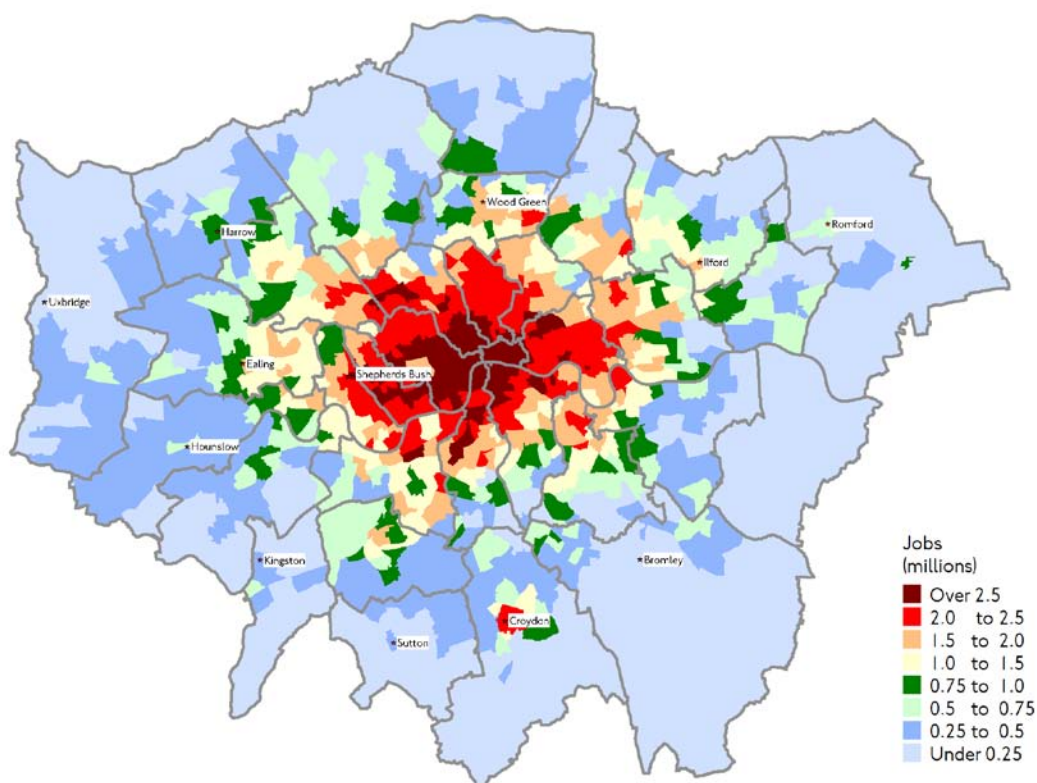 ★Wood Green
★Romford
★Harrow
★Ilford
★Uxbridge
★Ealing
Shepherds Bush
★Hounslow
★Kingston
★Bromley
★Croydon
★Sutton
Jobs
(millions)
Over 2.5
2.0 to 2.5
1.5 to 2.0
1.0 to 1.5
0.75 to 1.0
0.5 to 0.75
0.25 to 0.5
Under 0.25